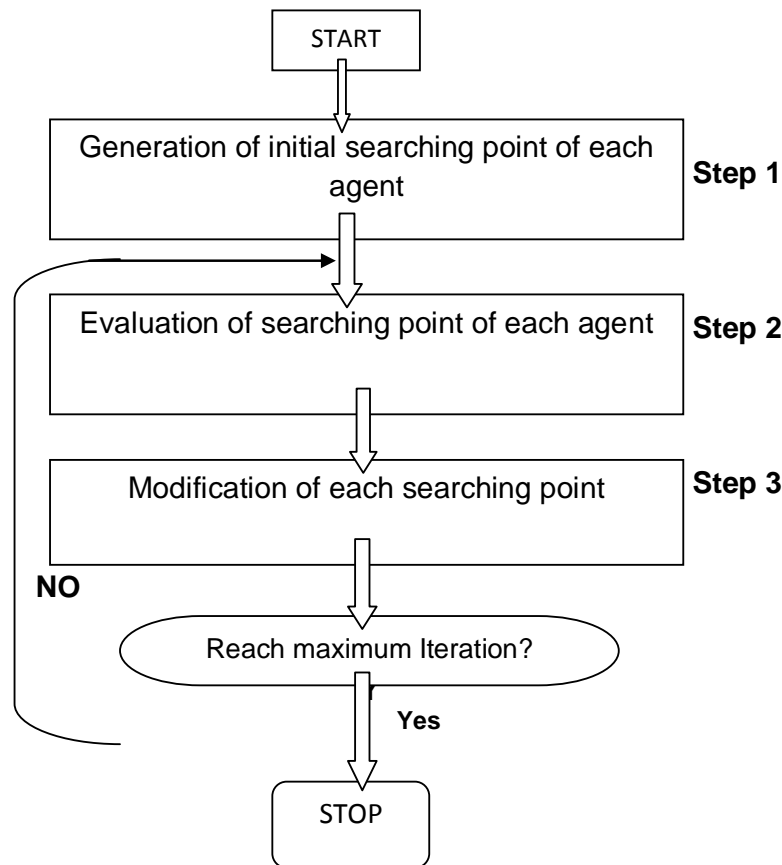 START
Generation of initial searching point of each
agent
Step 1
Evaluation of searching point of each agent
Step 2
Modification of each searching point
Step 3
NO
Reach maximum Iteration?
Yes
STOP